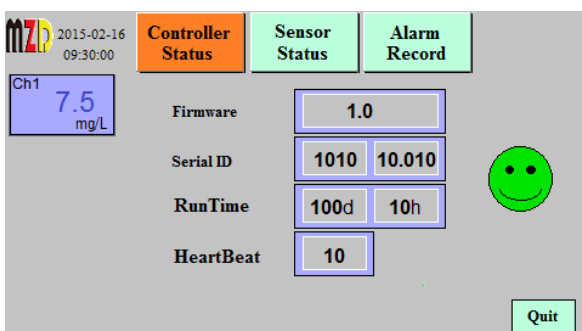 MZD 2015-02-16
09:30:00
Controller
Status
Sensor
Status
Alarm
Record
Ch1
7.5
mg/L
Firmware 1.0
Serial ID 1010 10.010
RunTime 100d 10h
HeartBeat 10
Quit